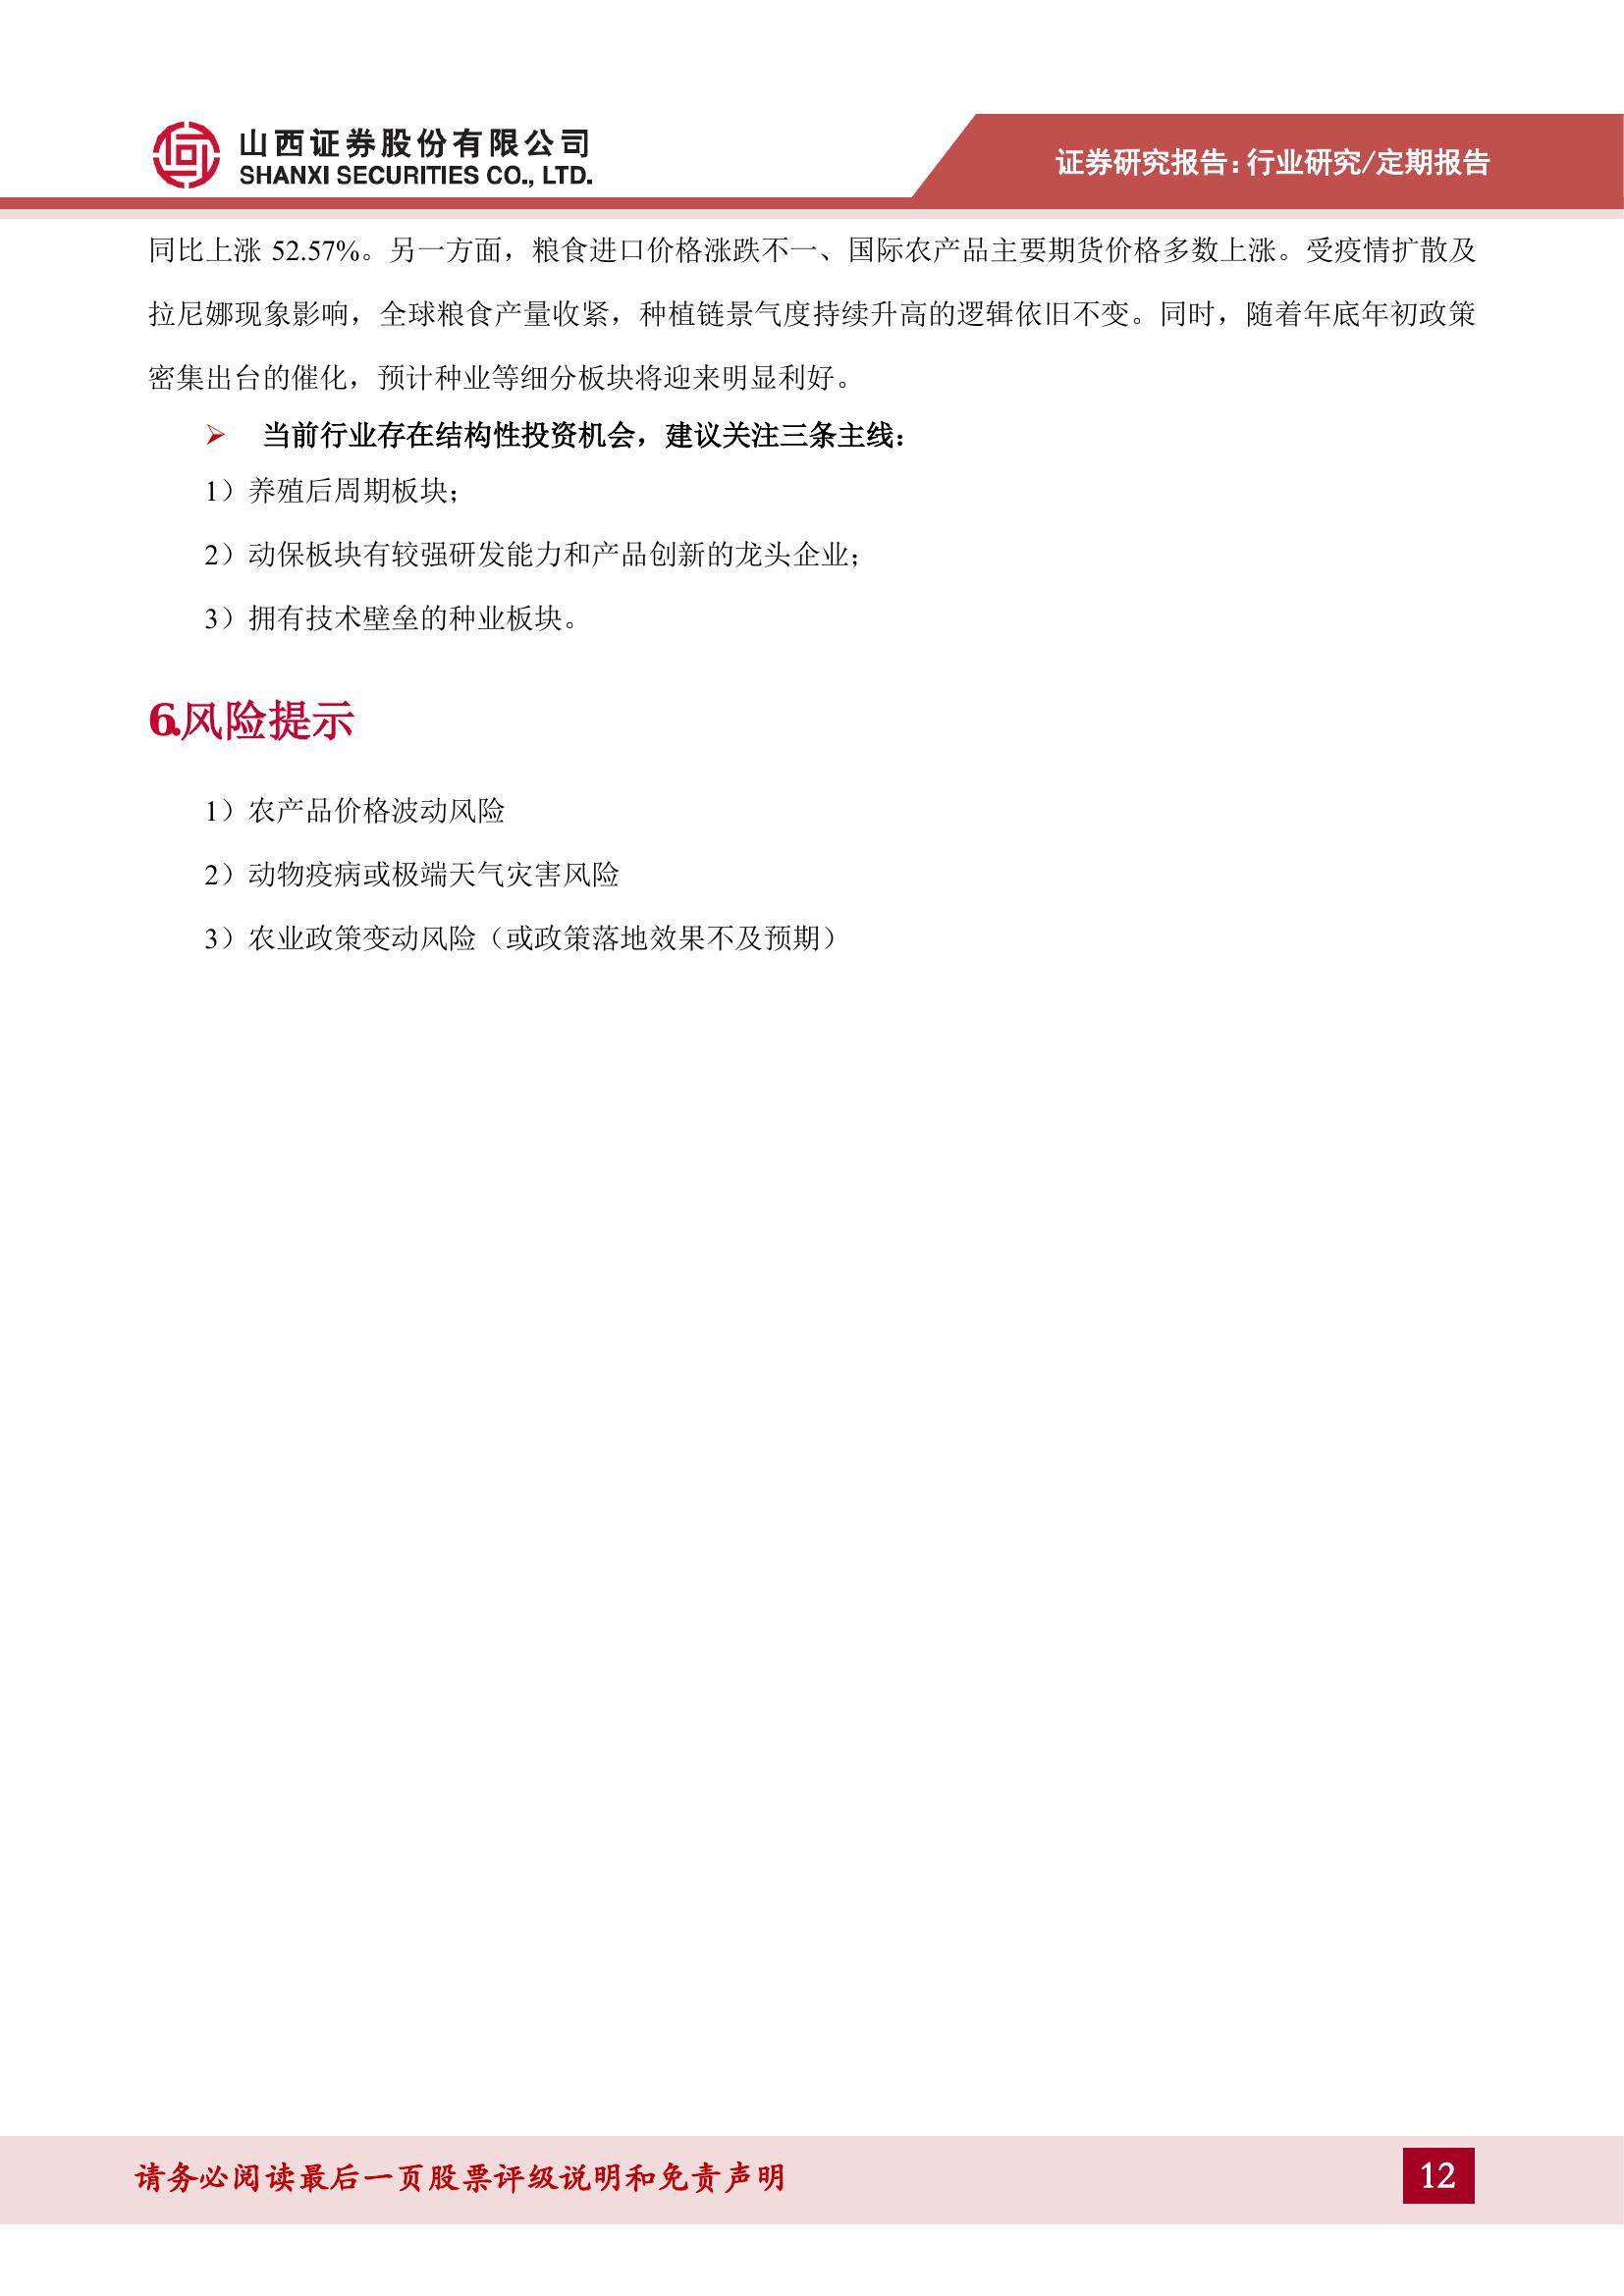 山西证券股份有限公司
SHANXI SECURITIES CO., LTD.
证券研究报告：行业研究/定期报告
同比上涨 52.57%。另一方面，粮食进口价格涨跌不一、国际农产品主要期货价格多数上涨。受疫情扩散及
拉尼娜现象影响，全球粮食产量收紧，种植链景气度持续升高的逻辑依旧不变。同时，随着年底年初政策
密集出台的催化，预计种业等细分板块将迎来明显利好。
➢ 当前行业存在结构性投资机会，建议关注三条主线：
1）养殖后周期板块；
2）动保板块有较强研发能力和产品创新的龙头企业；
3）拥有技术壁垒的种业板块。
6.风险提示
1）农产品价格波动风险
2）动物疫病或极端天气灾害风险
3）农业政策变动风险（或政策落地效果不及预期）
请务必阅读最后一页股票评级说明和免责声明
12